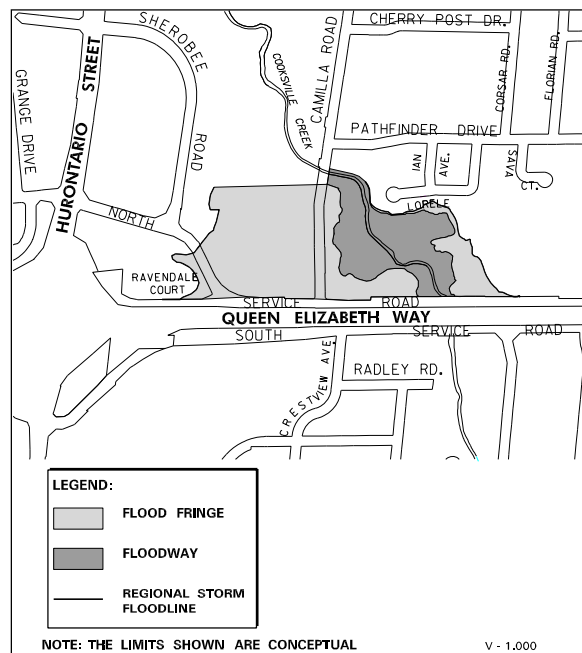 CHERRY POST DR.
SHEROBEE
ROAD
COOKSVILLE
CREEK
CAMILLA ROAD
CORSAR RD.
FLORIAN RD.
GRANGE DRIVE
HURONTARIO STREET
PATHFINDER DRIVE
IAN
AVE.
SAVA
CT.
LORELE
NORTH
RAVENDALE
COURT
SERVICE ROAD
QUEEN ELIZABETH WAY
SOUTH SERVICE ROAD
CRESTVIEW AVE.
RADLEY RD.
LEGEND:
FLOOD FRINGE
FLOODWAY
REGIONAL STORM
FLOODLINE
NOTE: THE LIMITS SHOWN ARE CONCEPTUAL
V - 1.000